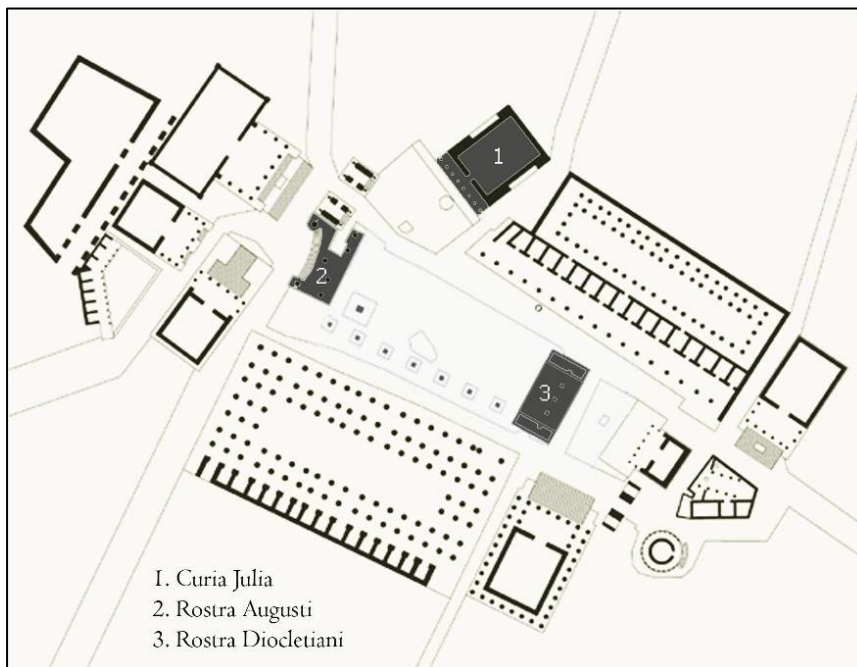 1
2
3
1. Curia Julia
2. Rostra Augusti
3. Rostra Diocletiani